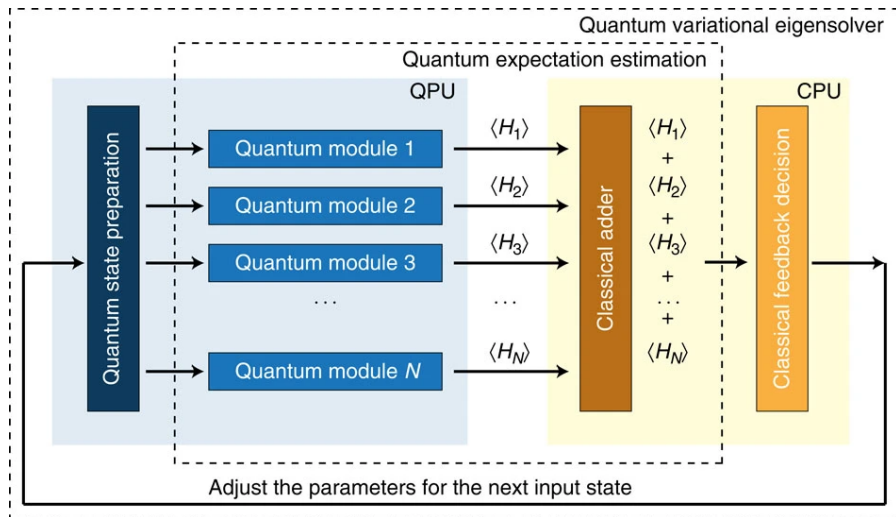 Quantum variational eigensolver
Quantum expectation estimation
QPU
CPU
Quantum state preparation
Quantum module 1
Quantum module 2
Quantum module 3
...
Quantum module N
⟨H₁⟩
⟨H₂⟩
⟨H₃⟩
...
⟨H_N⟩
Classical adder
⟨H₁⟩
+
⟨H₂⟩
+
⟨H₃⟩
+
...
+
⟨H_N⟩
Classical feedback decision
Adjust the parameters for the next input state